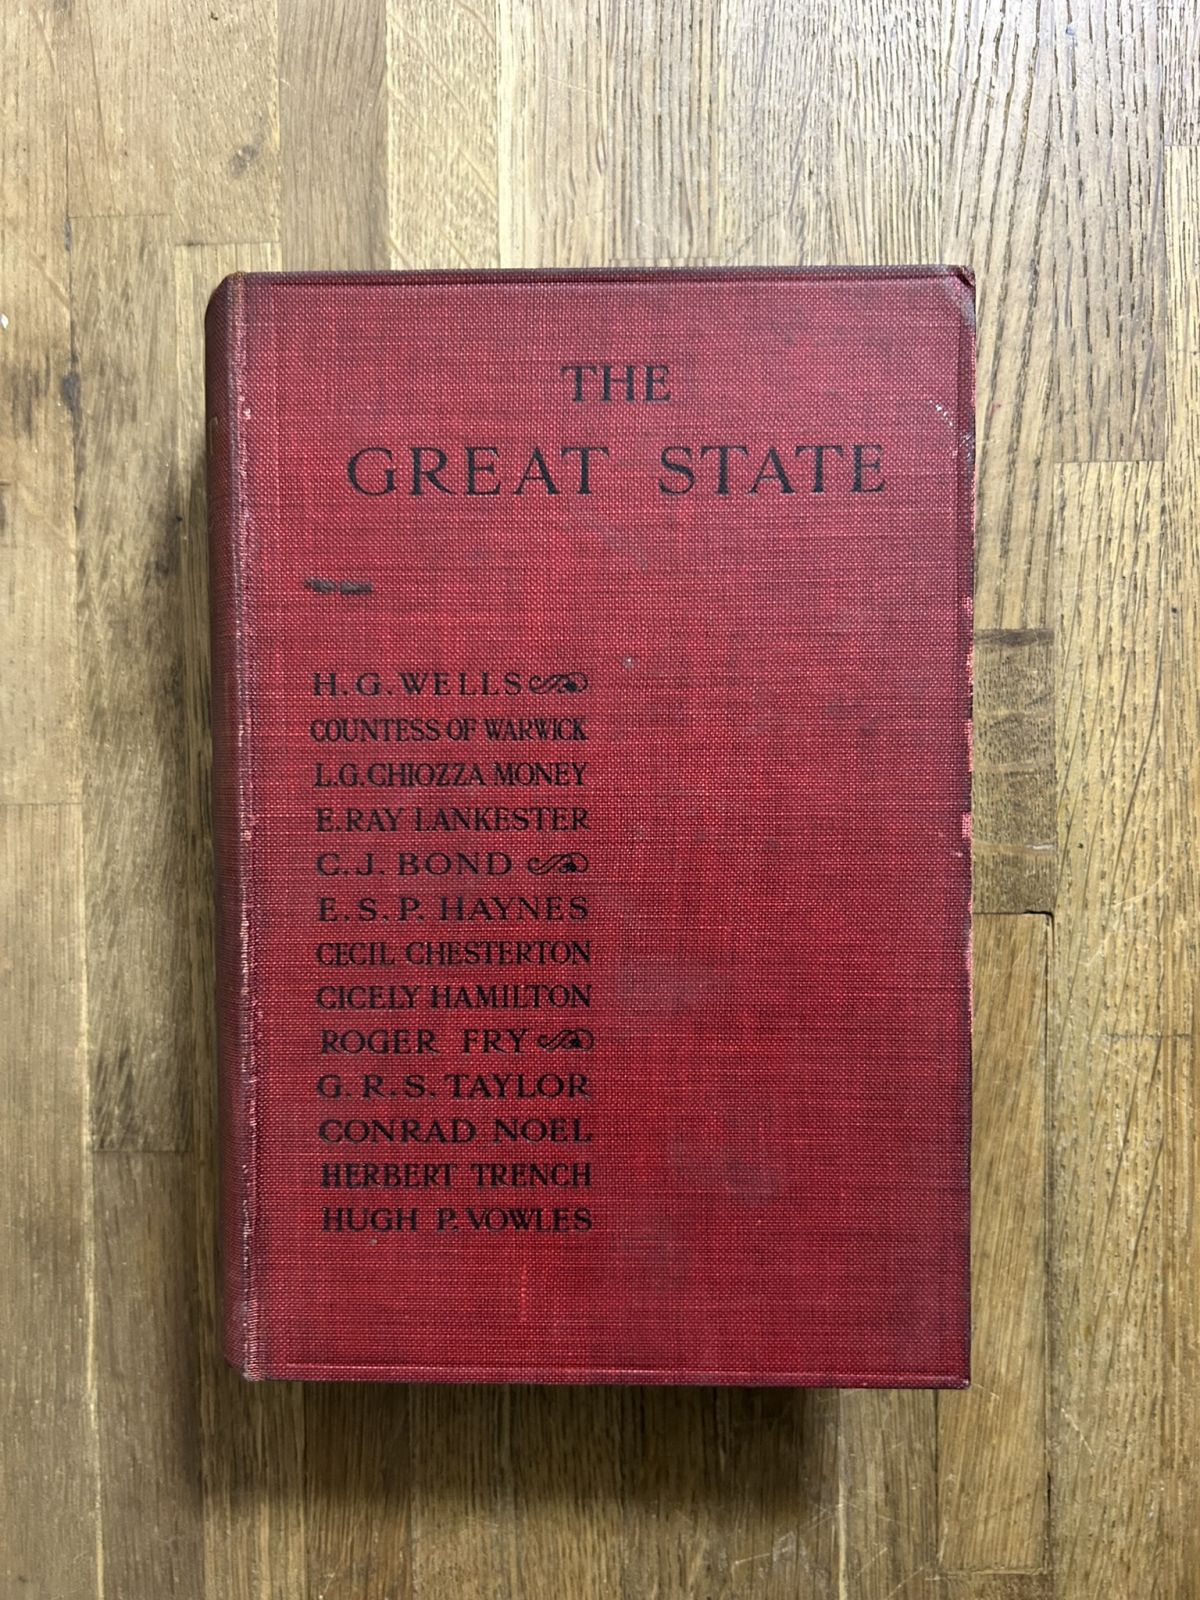 THE
GREAT STATE
H. G. WELLS
COUNTESS OF WARWICK
L. G. CHIOZZA MONEY
E. RAY LANKESTER
C. J. BOND
E. S. P. HAYNES
CECIL CHESTERTON
CICELY HAMILTON
ROGER FRY
G. R. S. TAYLOR
CONRAD NOEL
HERBERT TRENCH
HUGH P. VOWLES